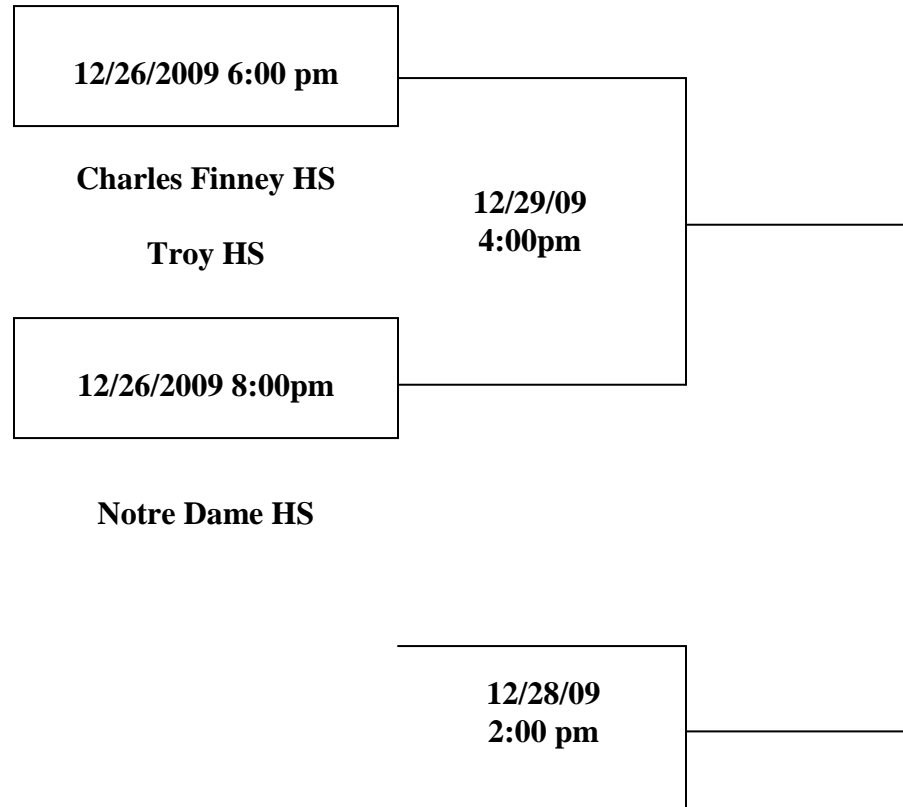 12/26/2009 6:00 pm
Charles Finney HS
Troy HS
12/29/09
4:00pm
12/26/2009 8:00pm
Notre Dame HS
12/28/09
2:00 pm